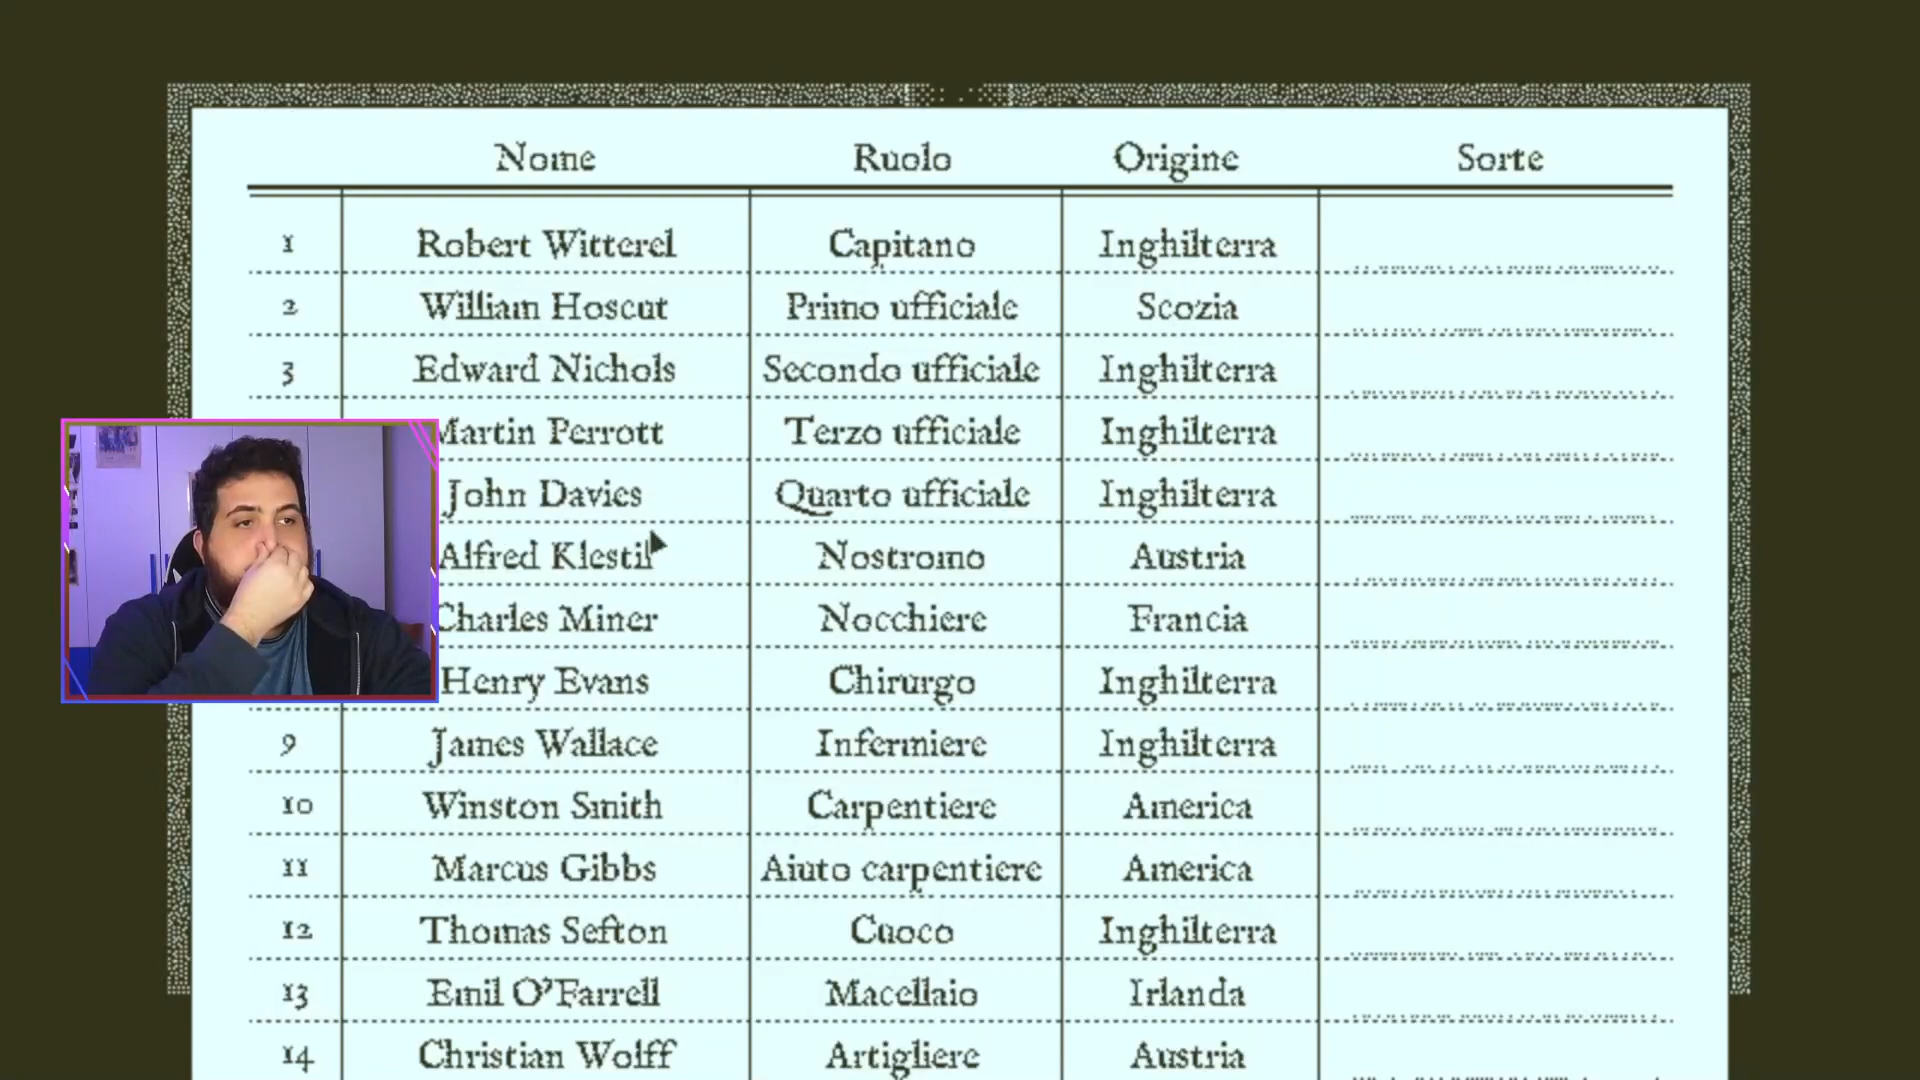 Nome Ruolo Origine Sorte
1 Robert Witterel Capitano Inghilterra
2 William Hoscut Primo ufficiale Scozia
3 Edward Nichols Secondo ufficiale Inghilterra
Martin Perrott Terzo ufficiale Inghilterra
John Davies Quarto ufficiale Inghilterra
Alfred Klestil Nostromo Austria
Charles Miner Nocchiere Francia
Henry Evans Chirurgo Inghilterra
9 James Wallace Infermiere Inghilterra
10 Winston Smith Carpentiere America
11 Marcus Gibbs Aiuto carpentiere America
12 Thomas Sefton Cuoco Inghilterra
13 Emil O'Farrell Macellaio Irlanda
14 Christian Wolff Artigliere Austria